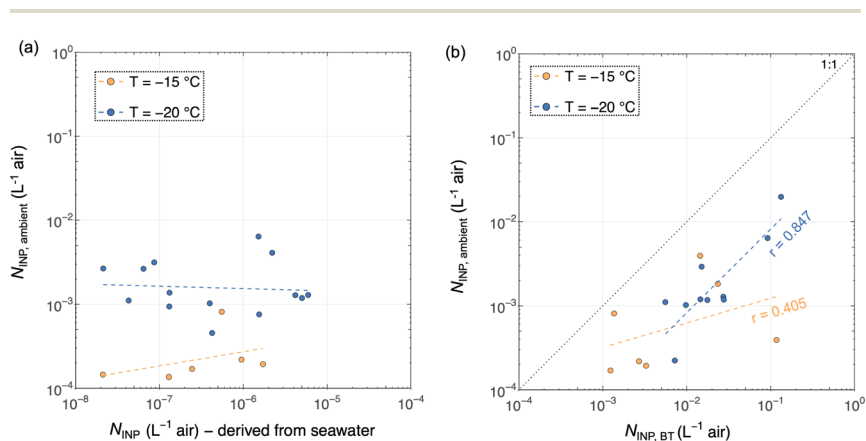 (a)
10⁰
10⁻¹
10⁻²
10⁻³
10⁻⁴
N_INP, ambient (L⁻¹ air)
T = −15 °C
T = −20 °C
10⁻⁸
10⁻⁷
10⁻⁶
10⁻⁵
10⁻⁴
N_INP (L⁻¹ air) – derived from seawater
(b)
10⁰
10⁻¹
10⁻²
10⁻³
10⁻⁴
N_INP, ambient (L⁻¹ air)
T = −15 °C
T = −20 °C
1:1
r = 0.847
r = 0.405
10⁻⁴
10⁻³
10⁻²
10⁻¹
10⁰
N_INP, BT (L⁻¹ air)